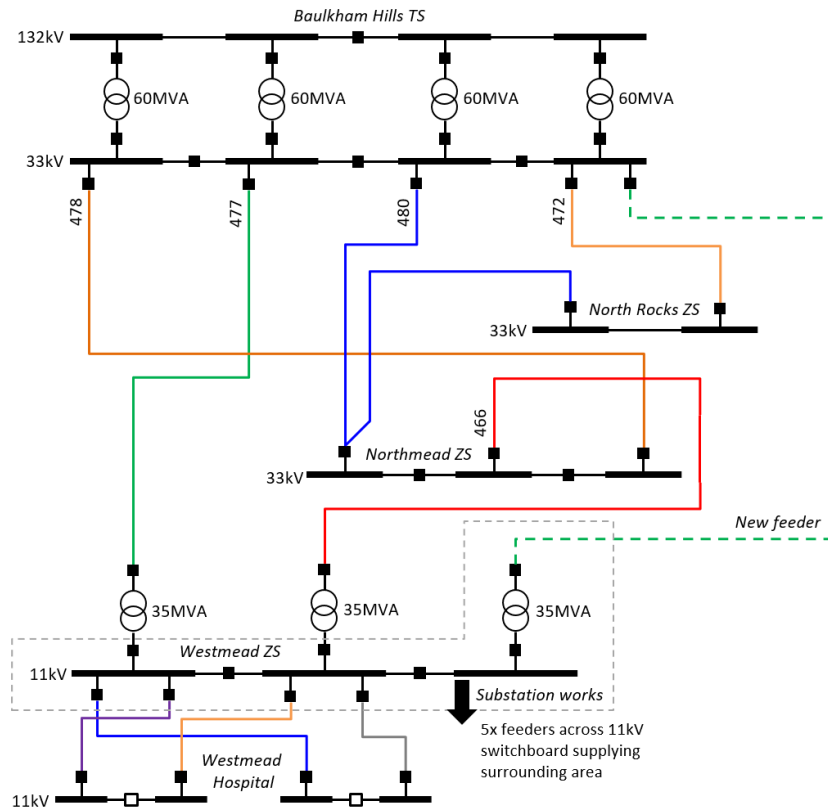 Baulkham Hills TS
132kV
60MVA
60MVA
60MVA
60MVA
33kV
478
477
480
472
North Rocks ZS
33kV
466
Northmead ZS
33kV
New feeder
35MVA
35MVA
35MVA
Westmead ZS
11kV
Substation works
5x feeders across 11kV
switchboard supplying
surrounding area
Westmead
Hospital
11kV